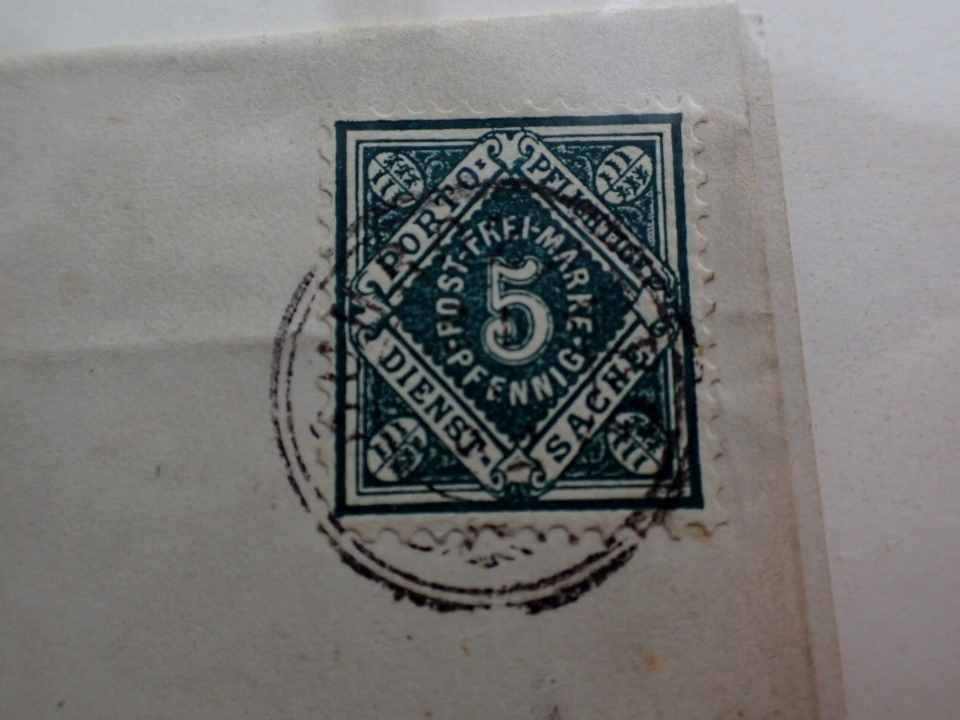 PORTO=
PFLICHTIGE
DIENST-
SACHE
POST-FREI-MARKE
5
PFENNIG